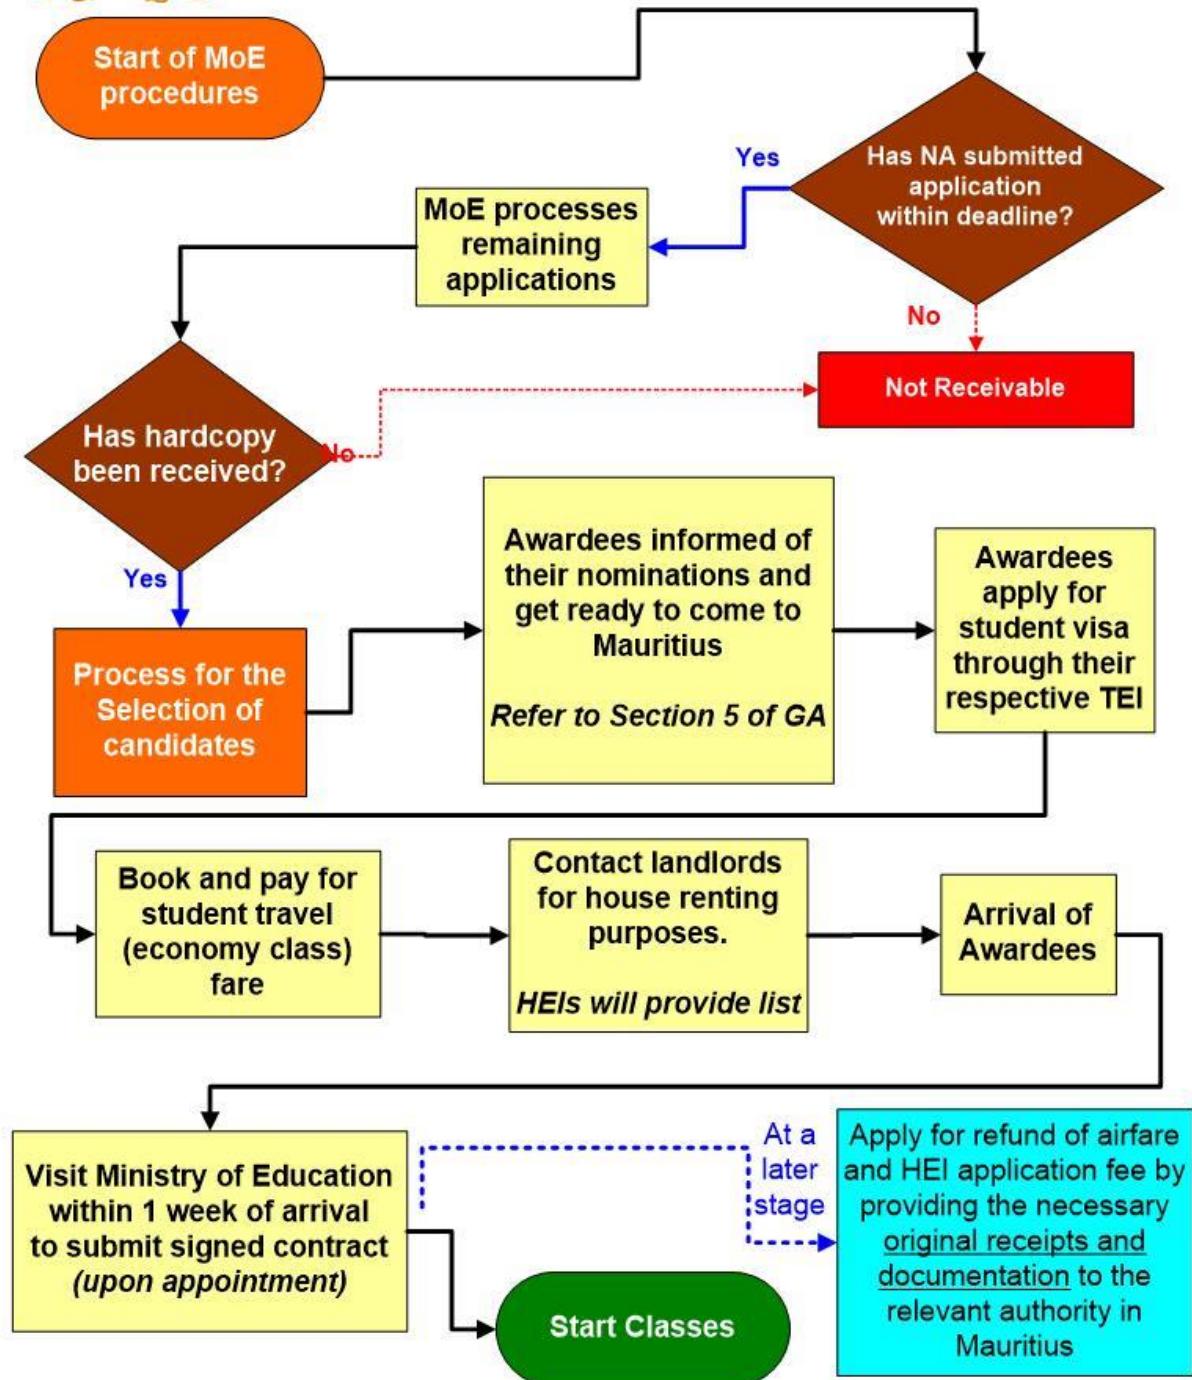 Start of MoE
procedures
Has NA submitted
application
within deadline?
Yes
No
MoE processes
remaining
applications
Not Receivable
Has hardcopy
been received?
No
Yes
Process for the
Selection of
candidates
Awardees informed of
their nominations and
get ready to come to
Mauritius
Refer to Section 5 of GA
Awardees
apply for
student visa
through their
respective TEI
Book and pay for
student travel
(economy class)
fare
Contact landlords
for house renting
purposes.
HEIs will provide list
Arrival of
Awardees
Visit Ministry of Education
within 1 week of arrival
to submit signed contract
(upon appointment)
At a
later
stage
Apply for refund of airfare
and HEI application fee by
providing the necessary
original receipts and
documentation to the
relevant authority in
Mauritius
Start Classes